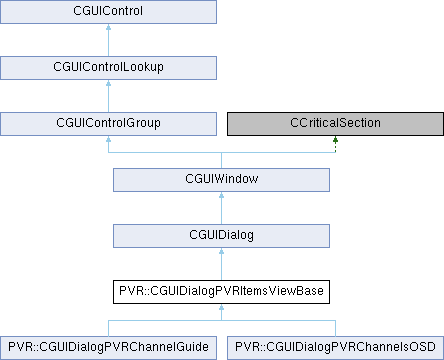 CGUIControl
CGUIControlLookup
CGUIControlGroup
CCriticalSection
CGUIWindow
CGUIDialog
PVR::CGUIDialogPVRItemsViewBase
PVR::CGUIDialogPVRChannelGuide
PVR::CGUIDialogPVRChannelsOSD